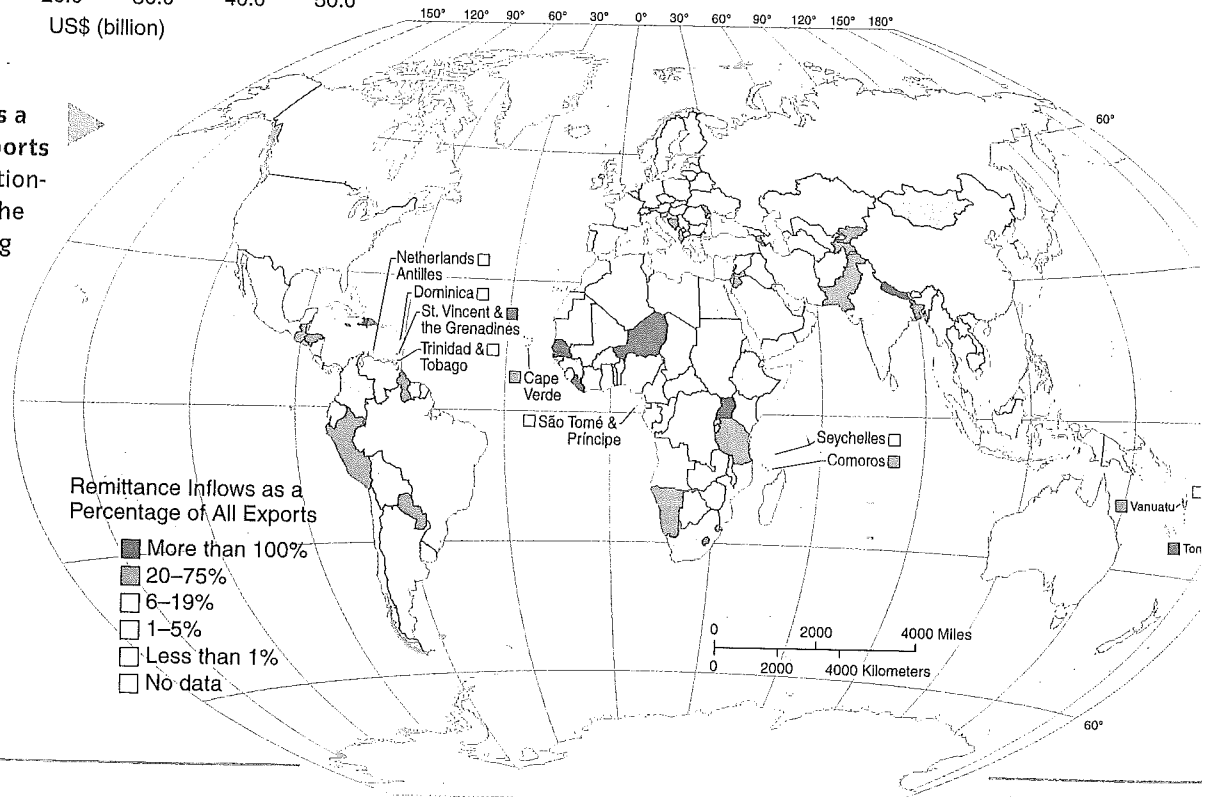 US$ (billion)
s a
ports
tion-
he
g
150° 120° 90° 60° 30° 0° 30° 60° 90° 120° 150° 180°
60°
Netherlands
Antilles
Dominica
St. Vincent &
the Grenadines
Trinidad &
Tobago
Cape
Verde
São Tomé &
Príncipe
Seychelles
Comoros
Vanuatu
Ton
Remittance Inflows as a
Percentage of All Exports
More than 100%
20–75%
6–19%
1–5%
Less than 1%
No data
0 2000 4000 Miles
0 2000 4000 Kilometers
60°